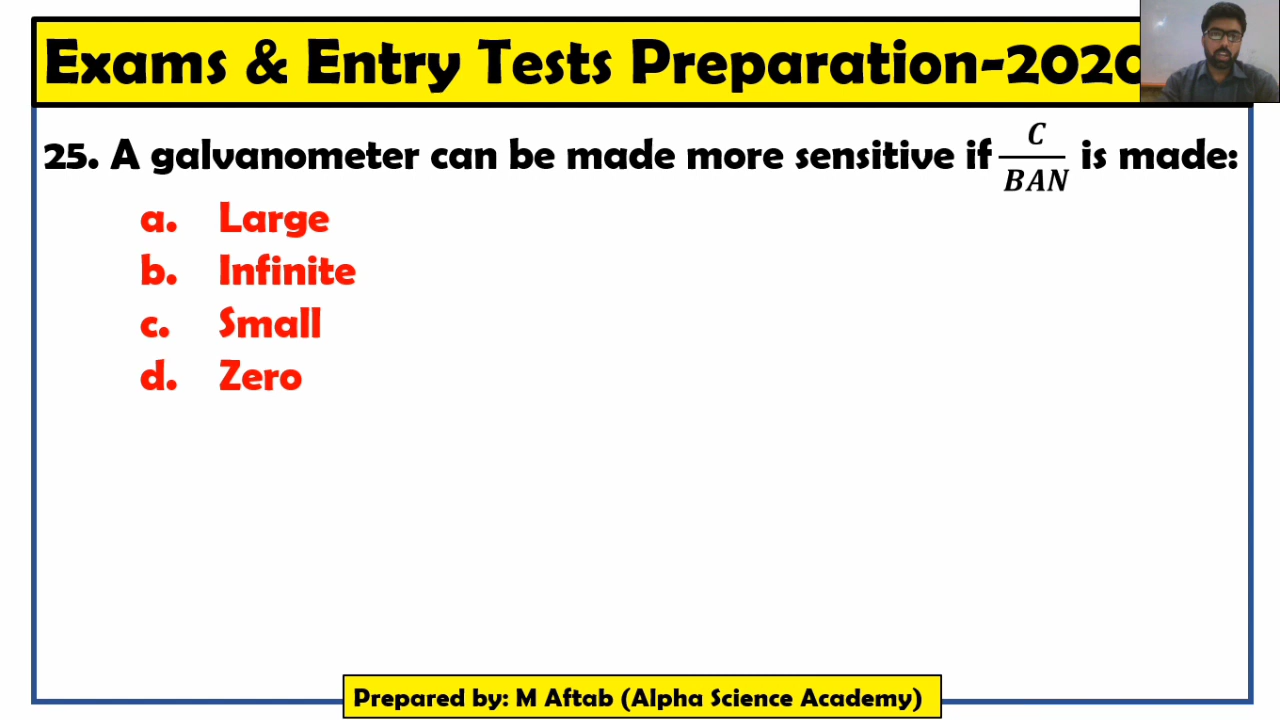 Exams & Entry Tests Preparation-2020
25. A galvanometer can be made more sensitive if C/BAN is made:
a. Large
b. Infinite
c. Small
d. Zero
Prepared by: M Aftab (Alpha Science Academy)